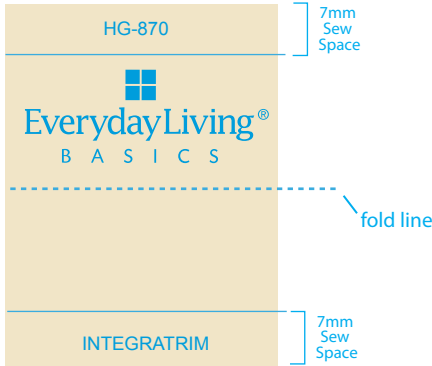 HG-870
7mm
Sew
Space
EverydayLiving®
BASICS
fold line
INTEGRATRIM
7mm
Sew
Space